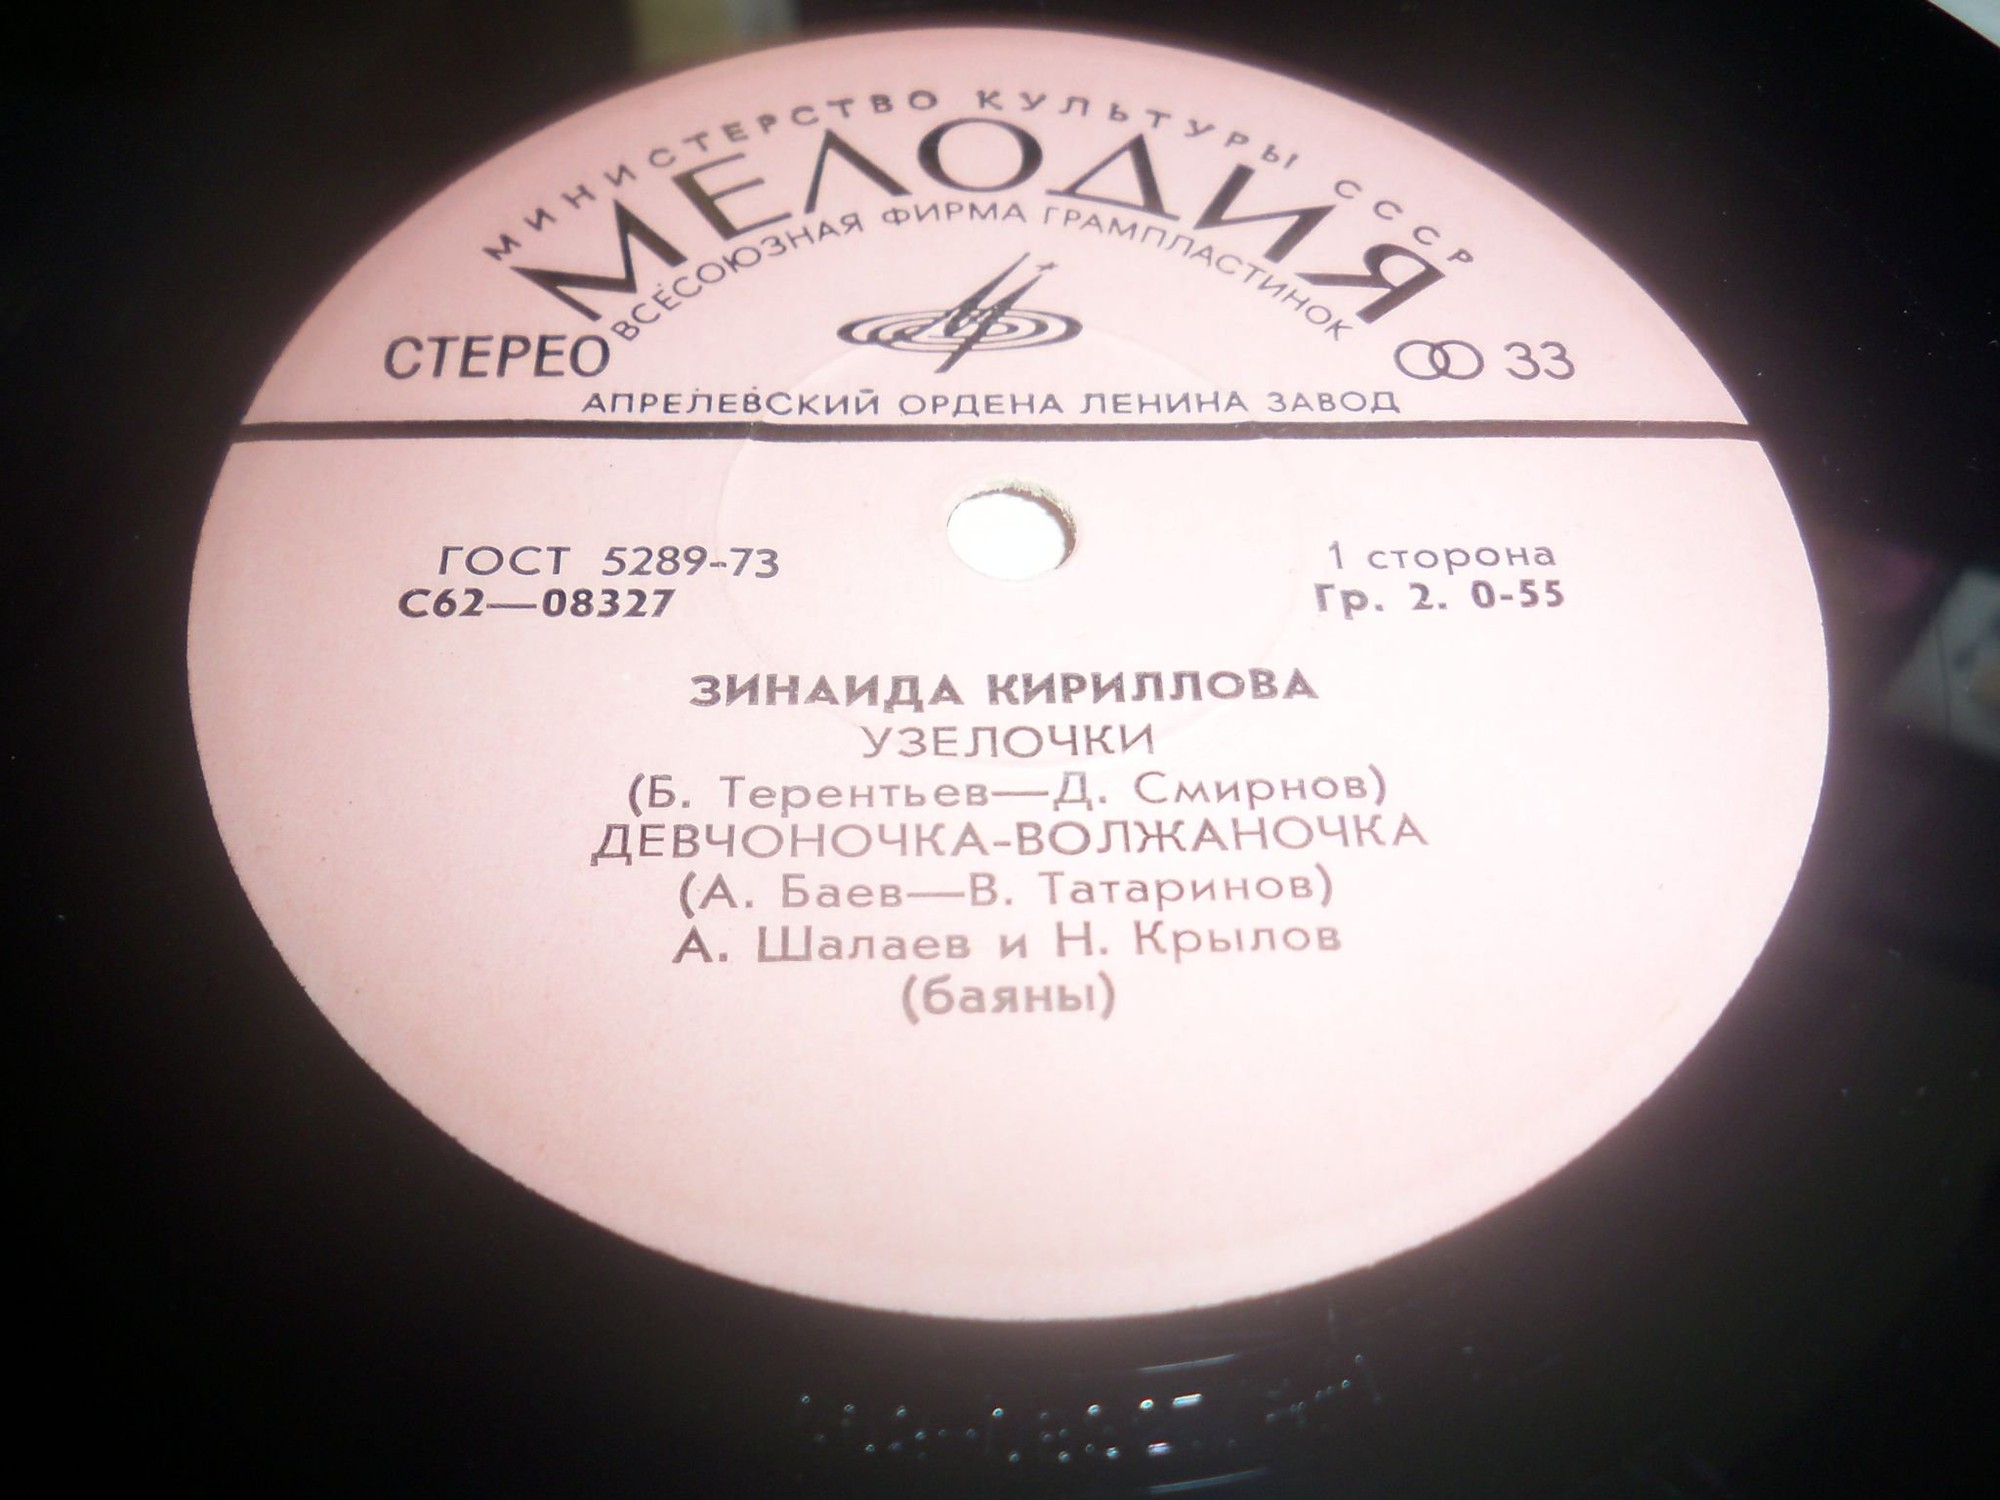 МИНИСТЕРСТВО КУЛЬТУРЫ СССР
МЕЛОДИЯ
ВСЕСОЮЗНАЯ ФИРМА ГРАМПЛАСТИНОК
СТЕРЕО
33
АПРЕЛЕВСКИЙ ОРДЕНА ЛЕНИНА ЗАВОД
ГОСТ 5289-73
1 сторона
С62—08327
Гр. 2. 0-55
ЗИНАИДА КИРИЛЛОВА
УЗЕЛОЧКИ
(Б. Терентьев—Д. Смирнов)
ДЕВЧОНОЧКА-ВОЛЖАНОЧКА
(А. Баев—В. Татаринов)
А. Шалаев и Н. Крылов
(баяны)